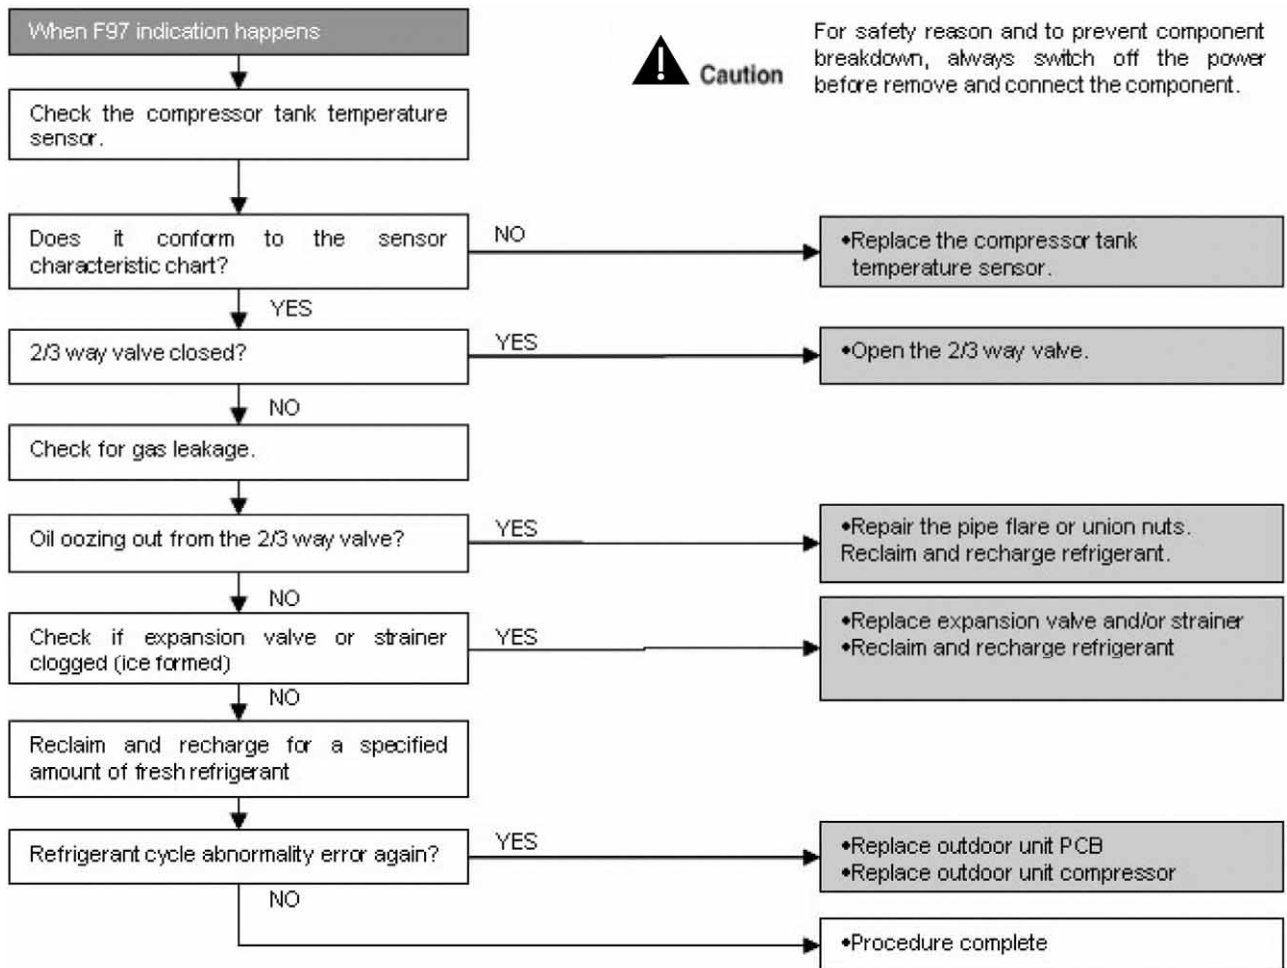 When F97 indication happens
Caution
For safety reason and to prevent component
breakdown, always switch off the power
before remove and connect the component.
Check the compressor tank temperature
sensor.
Does it conform to the sensor
characteristic chart?
NO
•Replace the compressor tank
temperature sensor.
YES
2/3 way valve closed?
YES
•Open the 2/3 way valve.
NO
Check for gas leakage.
Oil oozing out from the 2/3 way valve?
YES
•Repair the pipe flare or union nuts.
Reclaim and recharge refrigerant.
NO
Check if expansion valve or strainer
clogged (ice formed)
YES
•Replace expansion valve and/or strainer
•Reclaim and recharge refrigerant
NO
Reclaim and recharge for a specified
amount of fresh refrigerant
Refrigerant cycle abnormality error again?
YES
•Replace outdoor unit PCB
•Replace outdoor unit compressor
NO
•Procedure complete